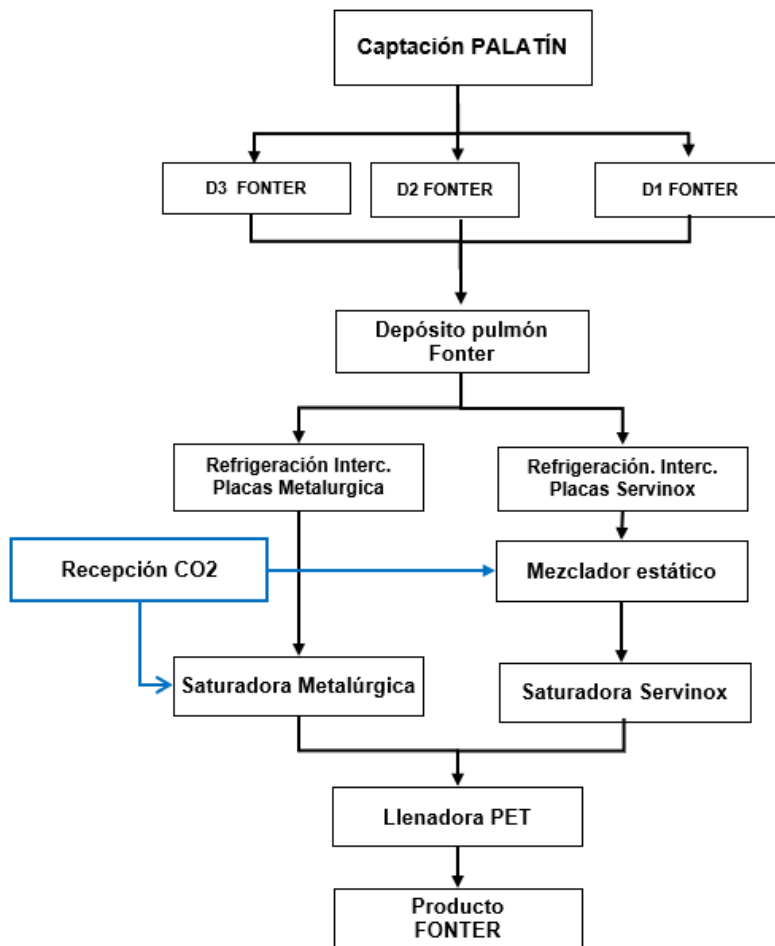 Captación PALATÍN
D3 FONTER
D2 FONTER
D1 FONTER
Depósito pulmón
Fonter
Refrigeración Interc.
Placas Metalurgica
Refrigeración. Interc.
Placas Servinox
Recepción CO2
Mezclador estático
Saturadora Metalúrgica
Saturadora Servinox
Llenadora PET
Producto
FONTER